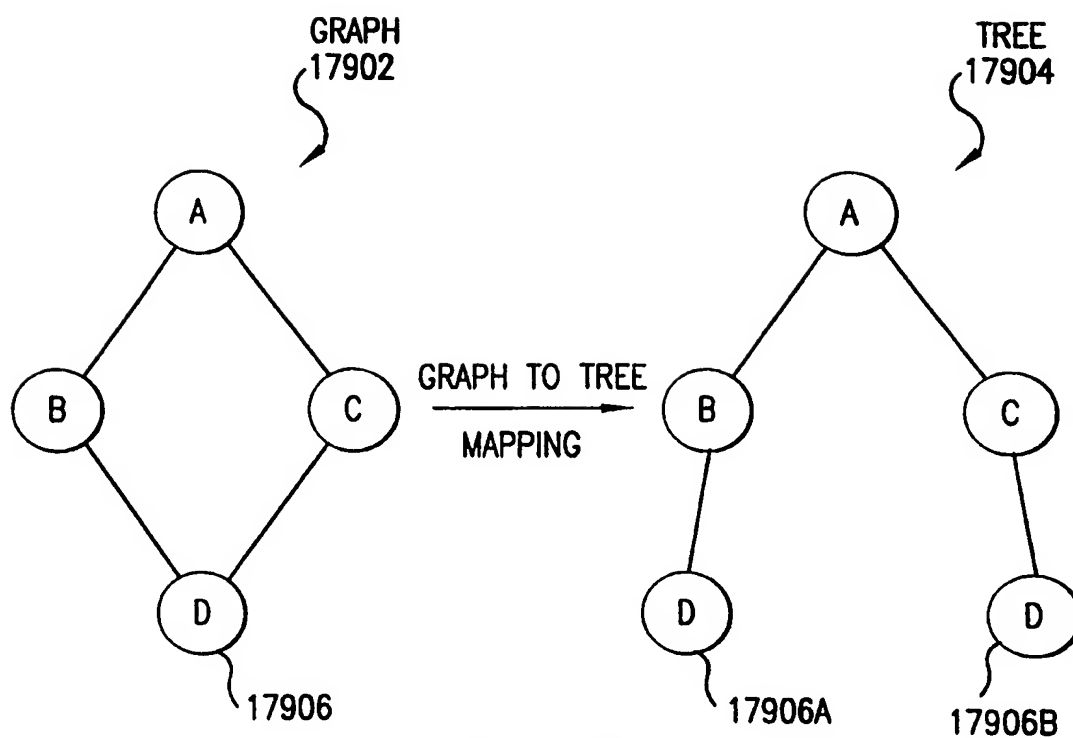 GRAPH
17902
TREE
17904
A
A
B
C
GRAPH TO TREE
MAPPING
B
C
D
D
D
17906
17906A
17906B